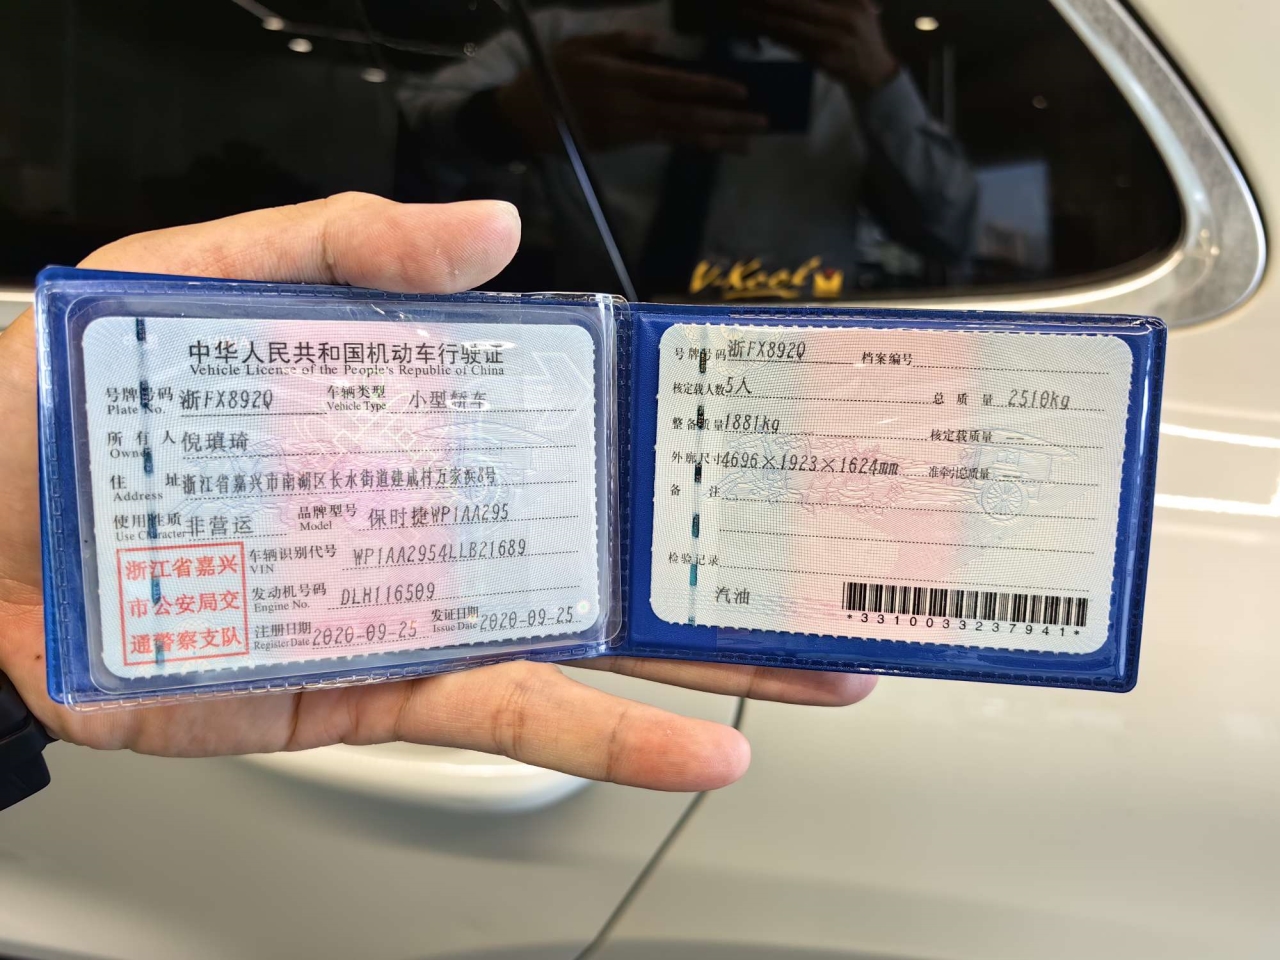 V-Kool
中华人民共和国机动车行驶证
Vehicle License of the People's Republic of China
号牌号码 浙FX892Q 车辆类型 小型轿车
Plate No. Vehicle Type
所有人 倪瑱琦
Owner
住址 浙江省嘉兴市南湖区长水街道建成村万家浜8号
Address
使用性质 非营运 品牌型号 保时捷WP1AA295
Use Character Model
浙江省嘉兴
市公安局交
通警察支队
车辆识别代号 WP1AA2954LLB21689
VIN
发动机号码 DLH116509
Engine No.
注册日期 2020-09-25 发证日期 2020-09-25
Register Date Issue Date
号牌号码 浙FX892Q 档案编号
核定载人数 5人 总质量 2510kg
整备质量 1881kg 核定载质量 --
外廓尺寸 4696×1923×1624mm 准牵引总质量
备注
检验记录
汽油
*3310033237941*